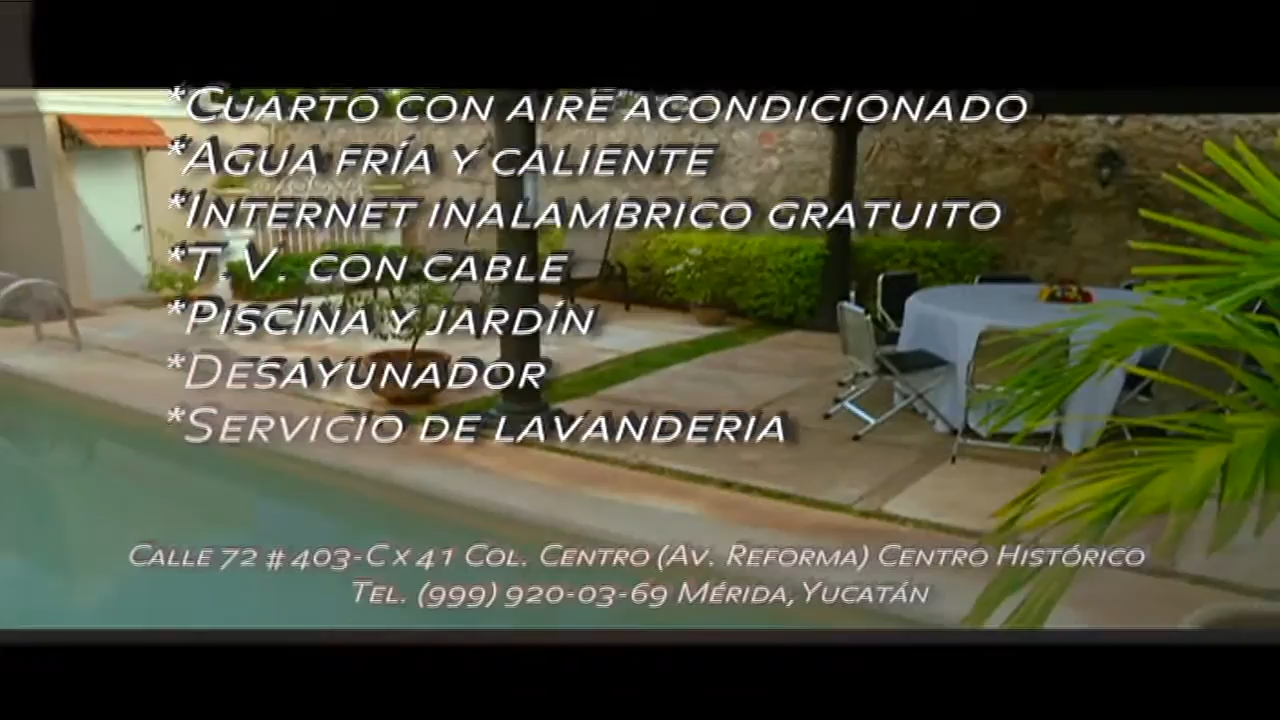 *Cuarto con aire acondicionado
*Agua fría y caliente
*Internet inalambrico gratuito
*T.V. con cable
*Piscina y jardín
*Desayunador
*Servicio de lavanderia
Calle 72 # 403-C x 41 Col. Centro (Av. Reforma) Centro Histórico
Tel. (999) 920-03-69 Mérida, Yucatán